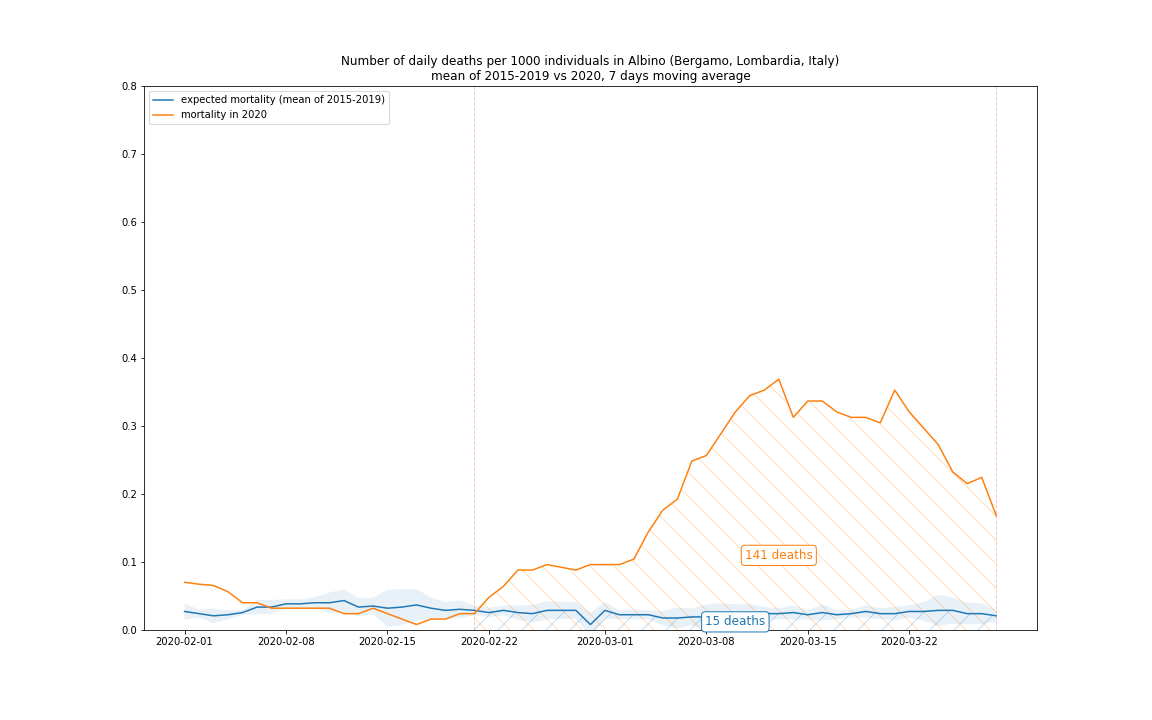 Number of daily deaths per 1000 individuals in Albino (Bergamo, Lombardia, Italy)
mean of 2015-2019 vs 2020, 7 days moving average
expected mortality (mean of 2015-2019)
mortality in 2020
0.8
0.7
0.6
0.5
0.4
0.3
0.2
0.1
0.0
141 deaths
15 deaths
2020-02-01 2020-02-08 2020-02-15 2020-02-22 2020-03-01 2020-03-08 2020-03-15 2020-03-22